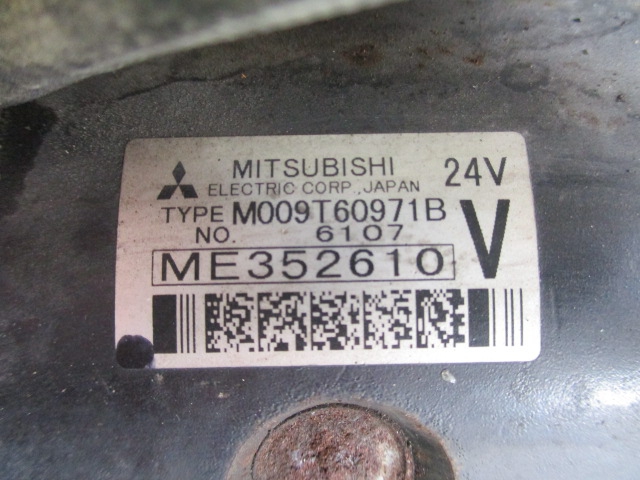 MITSUBISHI 24V
ELECTRIC CORP., JAPAN
TYPE M009T60971B V
NO. 6107
ME352610